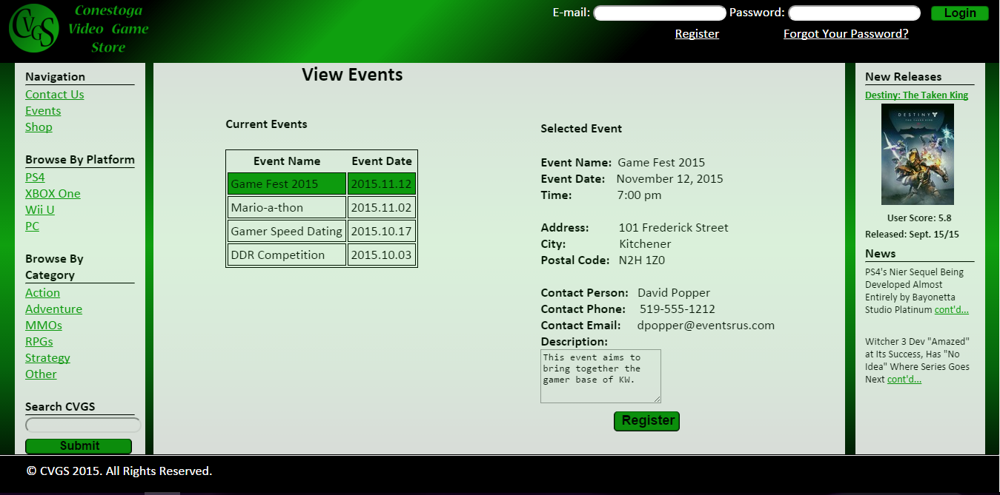 CVGS
Conestoga
Video Game
Store
E-mail: Password: Login
Register Forgot Your Password?
Navigation
Contact Us
Events
Shop
Browse By Platform
PS4
XBOX One
Wii U
PC
Browse By
Category
Action
Adventure
MMOs
RPGs
Strategy
Other
Search CVGS
Submit
View Events
Current Events
Event Name Event Date
Game Fest 2015 2015.11.12
Mario-a-thon 2015.11.02
Gamer Speed Dating 2015.10.17
DDR Competition 2015.10.03
Selected Event
Event Name: Game Fest 2015
Event Date: November 12, 2015
Time: 7:00 pm
Address: 101 Frederick Street
City: Kitchener
Postal Code: N2H 1Z0
Contact Person: David Popper
Contact Phone: 519-555-1212
Contact Email: dpopper@eventsrus.com
Description:
This event aims to
bring together the
gamer base of KW.
Register
New Releases
Destiny: The Taken King
DESTINY
THE TAKEN KING
User Score: 5.8
Released: Sept. 15/15
News
PS4's Nier Sequel Being
Developed Almost
Entirely by Bayonetta
Studio Platinum cont'd...
Witcher 3 Dev "Amazed"
at Its Success, Has "No
Idea" Where Series Goes
Next cont'd...
© CVGS 2015. All Rights Reserved.